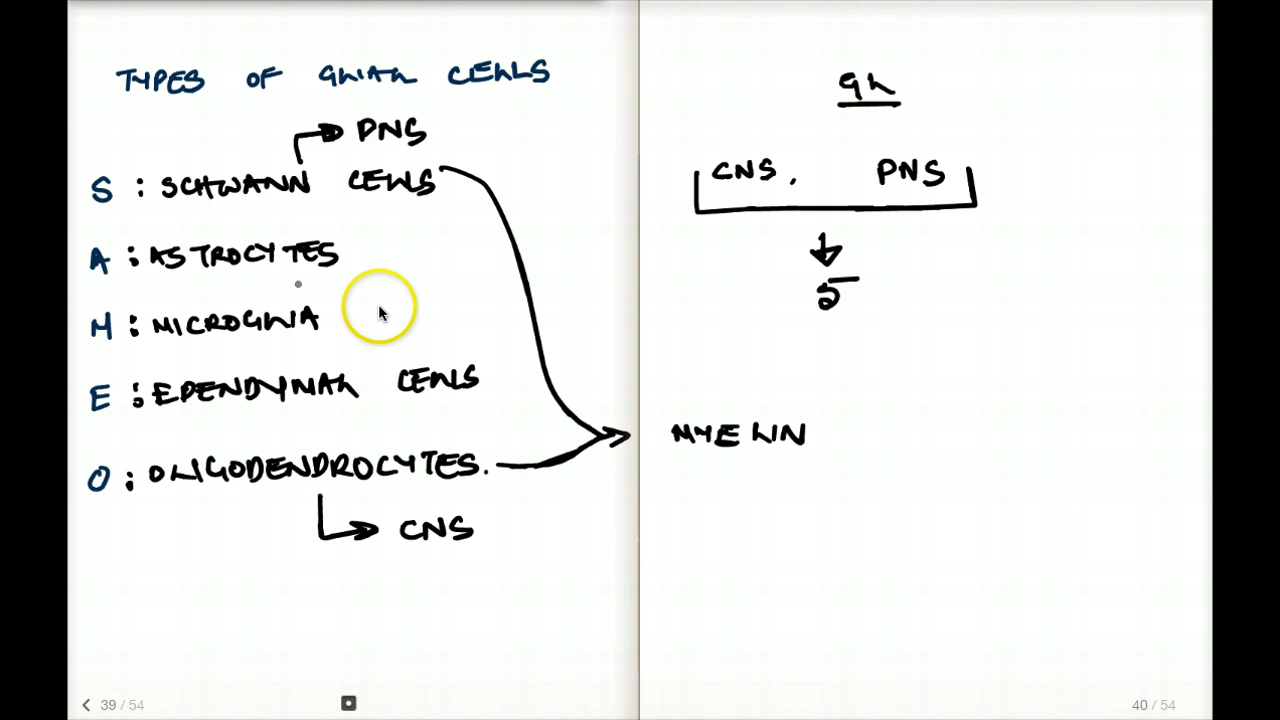 TYPES OF GLIAL CELLS
PNS
S : SCHWANN CELLS
A : ASTROCYTES
M : MICROGLIA
E : EPENDYMAL CELLS
O : OLIGODENDROCYTES.
CNS
39 / 54
GL
CNS, PNS
5
MYELIN
40 / 54